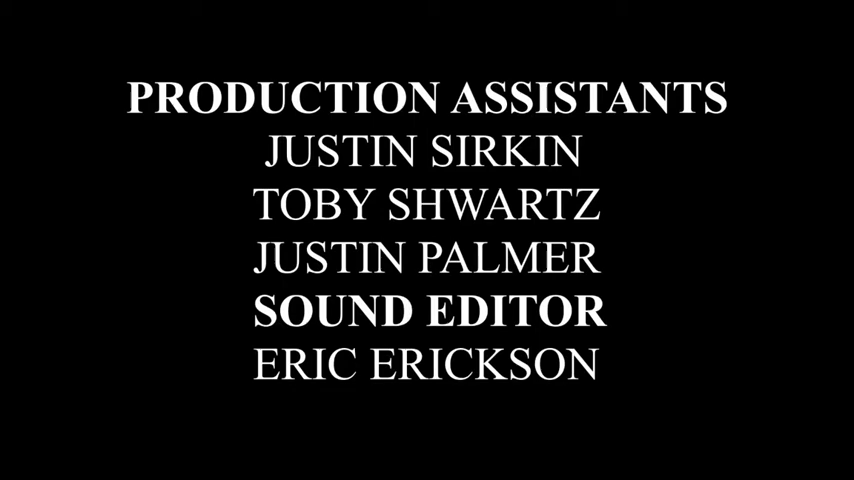 PRODUCTION ASSISTANTS
JUSTIN SIRKIN
TOBY SHWARTZ
JUSTIN PALMER
SOUND EDITOR
ERIC ERICKSON